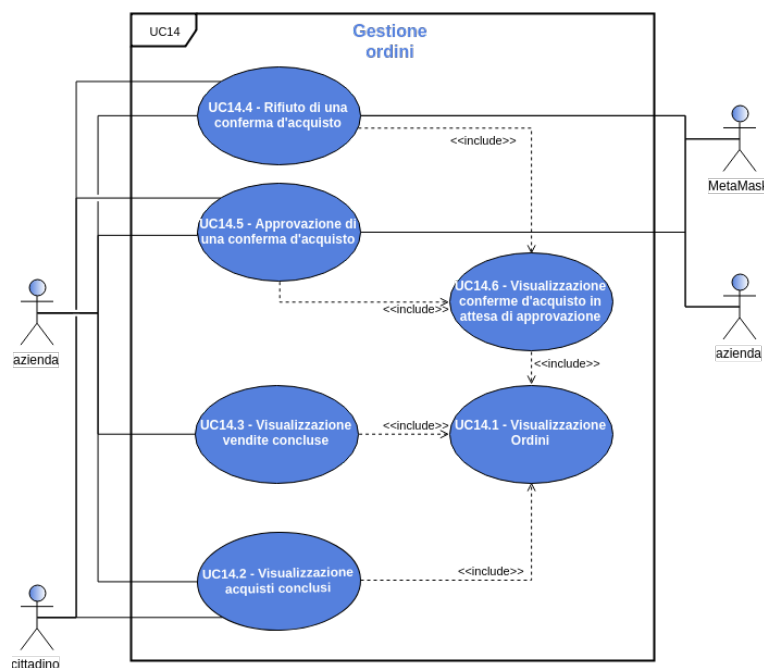 UC14
Gestione
ordini
UC14.4 - Rifiuto di una
conferma d'acquisto
<<include>>
MetaMask
UC14.5 - Approvazione di
una conferma d'acquisto
UC14.6 - Visualizzazione
conferme d'acquisto in
attesa di approvazione
<<include>>
azienda
azienda
<<include>>
UC14.3 - Visualizzazione
vendite concluse
<<include>>
UC14.1 - Visualizzazione
Ordini
UC14.2 - Visualizzazione
acquisti conclusi
<<include>>
cittadino